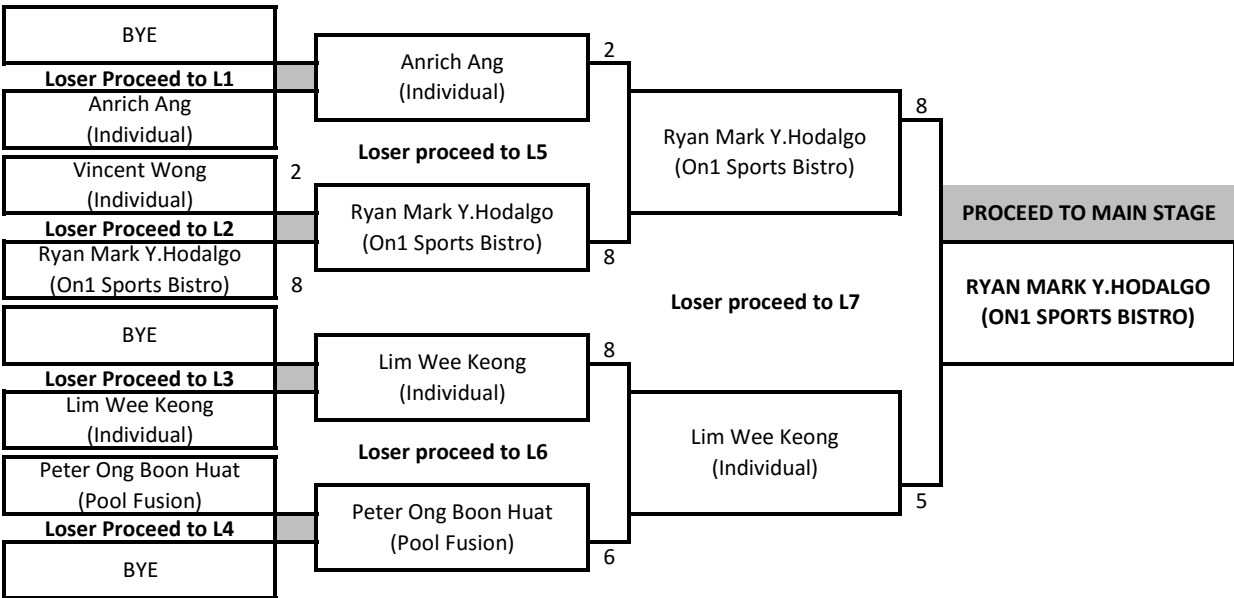 BYE
Loser Proceed to L1
Anrich Ang
(Individual)
Vincent Wong
(Individual)
2
Loser Proceed to L2
Ryan Mark Y.Hodalgo
(On1 Sports Bistro)
8
BYE
Loser Proceed to L3
Lim Wee Keong
(Individual)
Peter Ong Boon Huat
(Pool Fusion)
Loser Proceed to L4
BYE
Anrich Ang
(Individual)
2
Loser proceed to L5
Ryan Mark Y.Hodalgo
(On1 Sports Bistro)
8
Lim Wee Keong
(Individual)
8
Loser proceed to L6
Peter Ong Boon Huat
(Pool Fusion)
6
Ryan Mark Y.Hodalgo
(On1 Sports Bistro)
8
Loser proceed to L7
Lim Wee Keong
(Individual)
5
PROCEED TO MAIN STAGE
RYAN MARK Y.HODALGO
(ON1 SPORTS BISTRO)